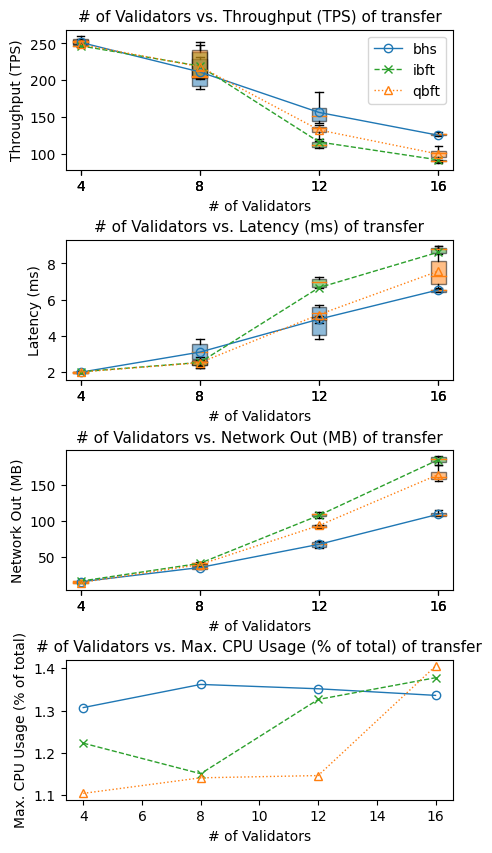 # of Validators vs. Throughput (TPS) of transfer
Throughput (TPS)
250
200
150
100
bhs
ibft
qbft
4 8 12 16
# of Validators
# of Validators vs. Latency (ms) of transfer
Latency (ms)
8
6
4
2
4 8 12 16
# of Validators
# of Validators vs. Network Out (MB) of transfer
Network Out (MB)
150
100
50
4 8 12 16
# of Validators
# of Validators vs. Max. CPU Usage (% of total) of transfer
Max. CPU Usage (% of total)
1.4
1.3
1.2
1.1
4 6 8 10 12 14 16
# of Validators